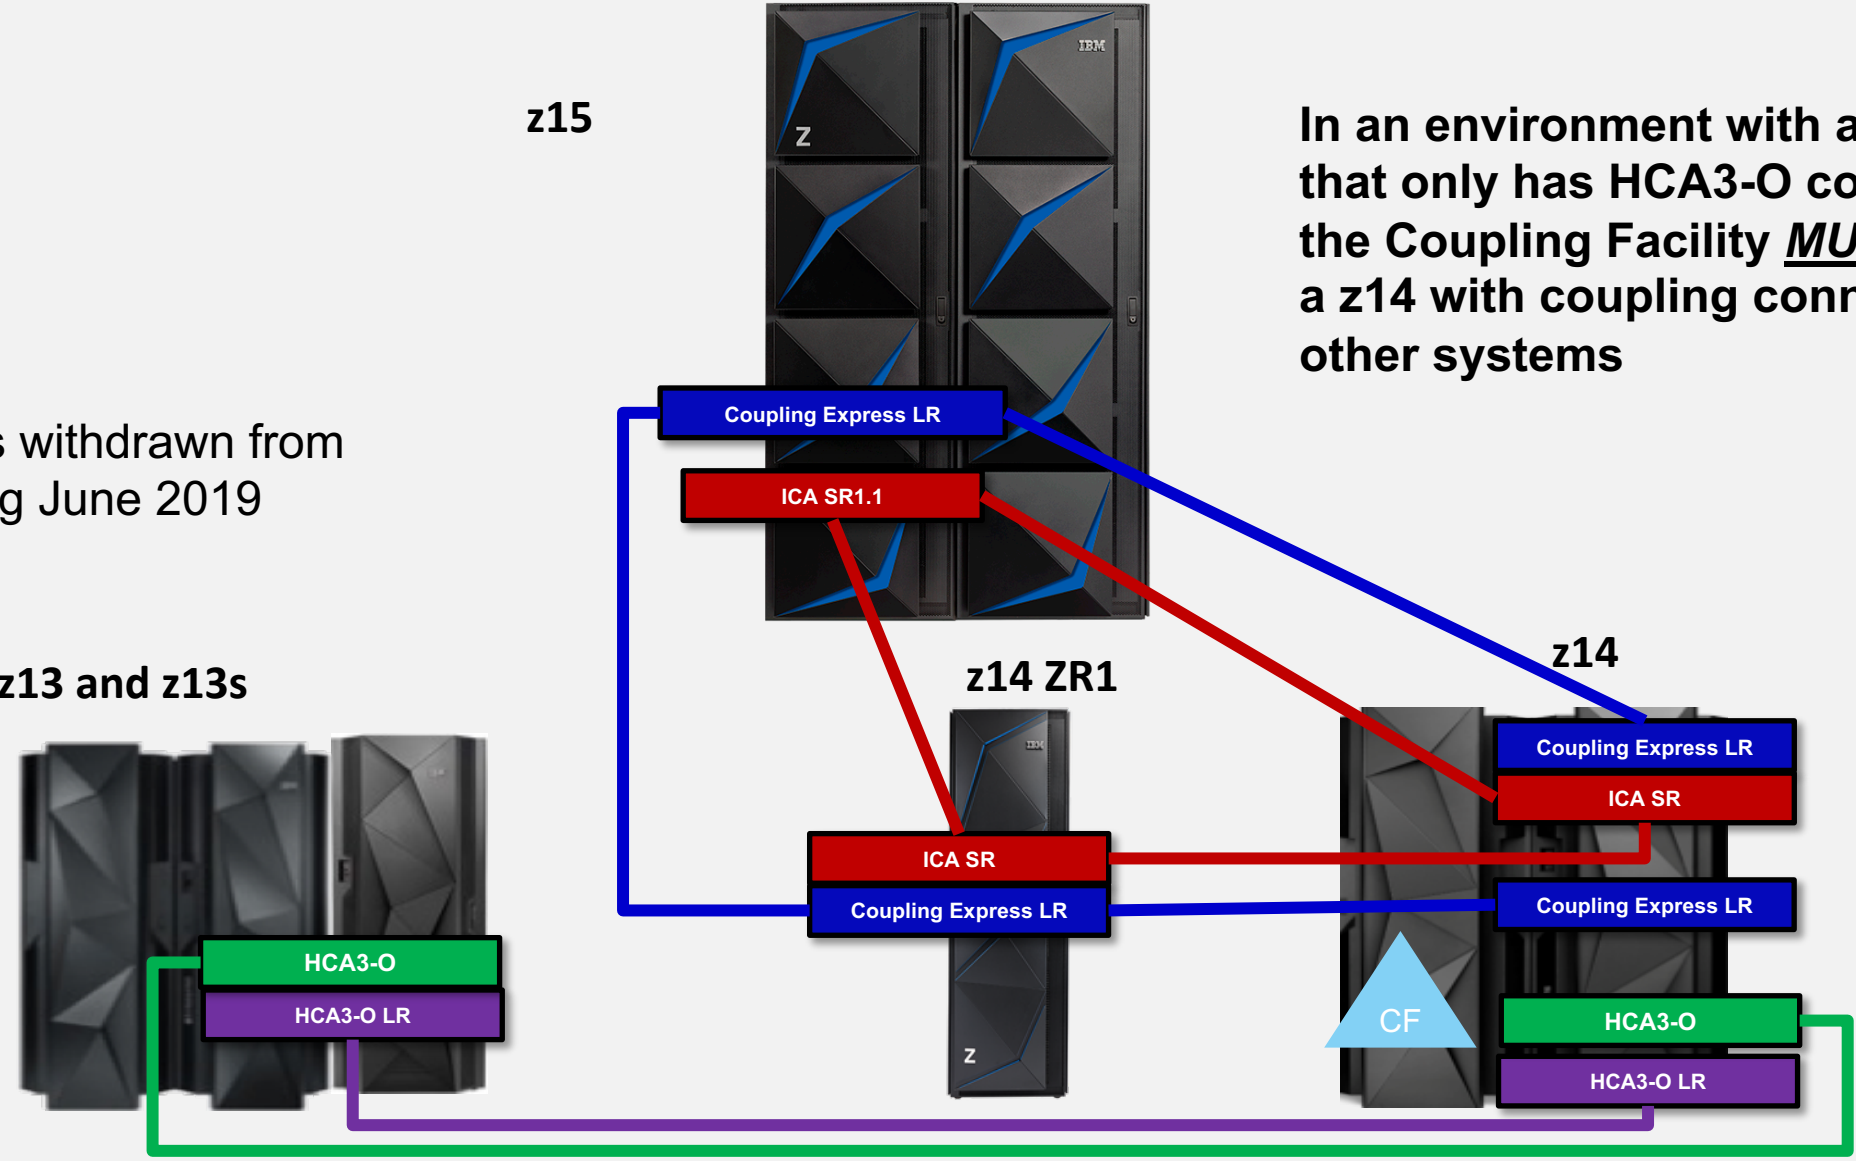 z15
IBM
Z
In an environment with a
that only has HCA3-O co
the Coupling Facility MU
a z14 with coupling conn
other systems
s withdrawn from
g June 2019
Coupling Express LR
ICA SR1.1
z13 and z13s
z14 ZR1
z14
IBM
Coupling Express LR
ICA SR
ICA SR
Coupling Express LR
Coupling Express LR
HCA3-O
HCA3-O LR
CF
HCA3-O
HCA3-O LR
Z